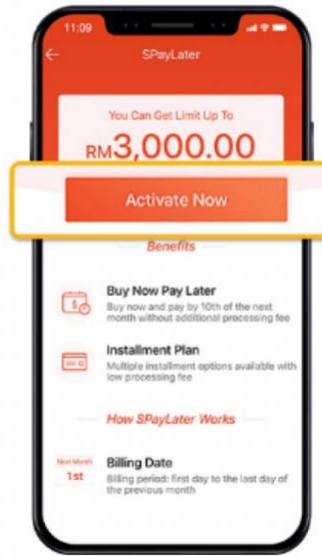 11:09
SPayLater
You Can Get Limit Up To
RM3,000.00
Activate Now
Benefits
Buy Now Pay Later
Buy now and pay by 10th of the next
month without additional processing fee
Installment Plan
Multiple installment options available with
low processing fee
How SPayLater Works
Next Month
1st
Billing Date
Billing period: first day to the last day of
the previous month